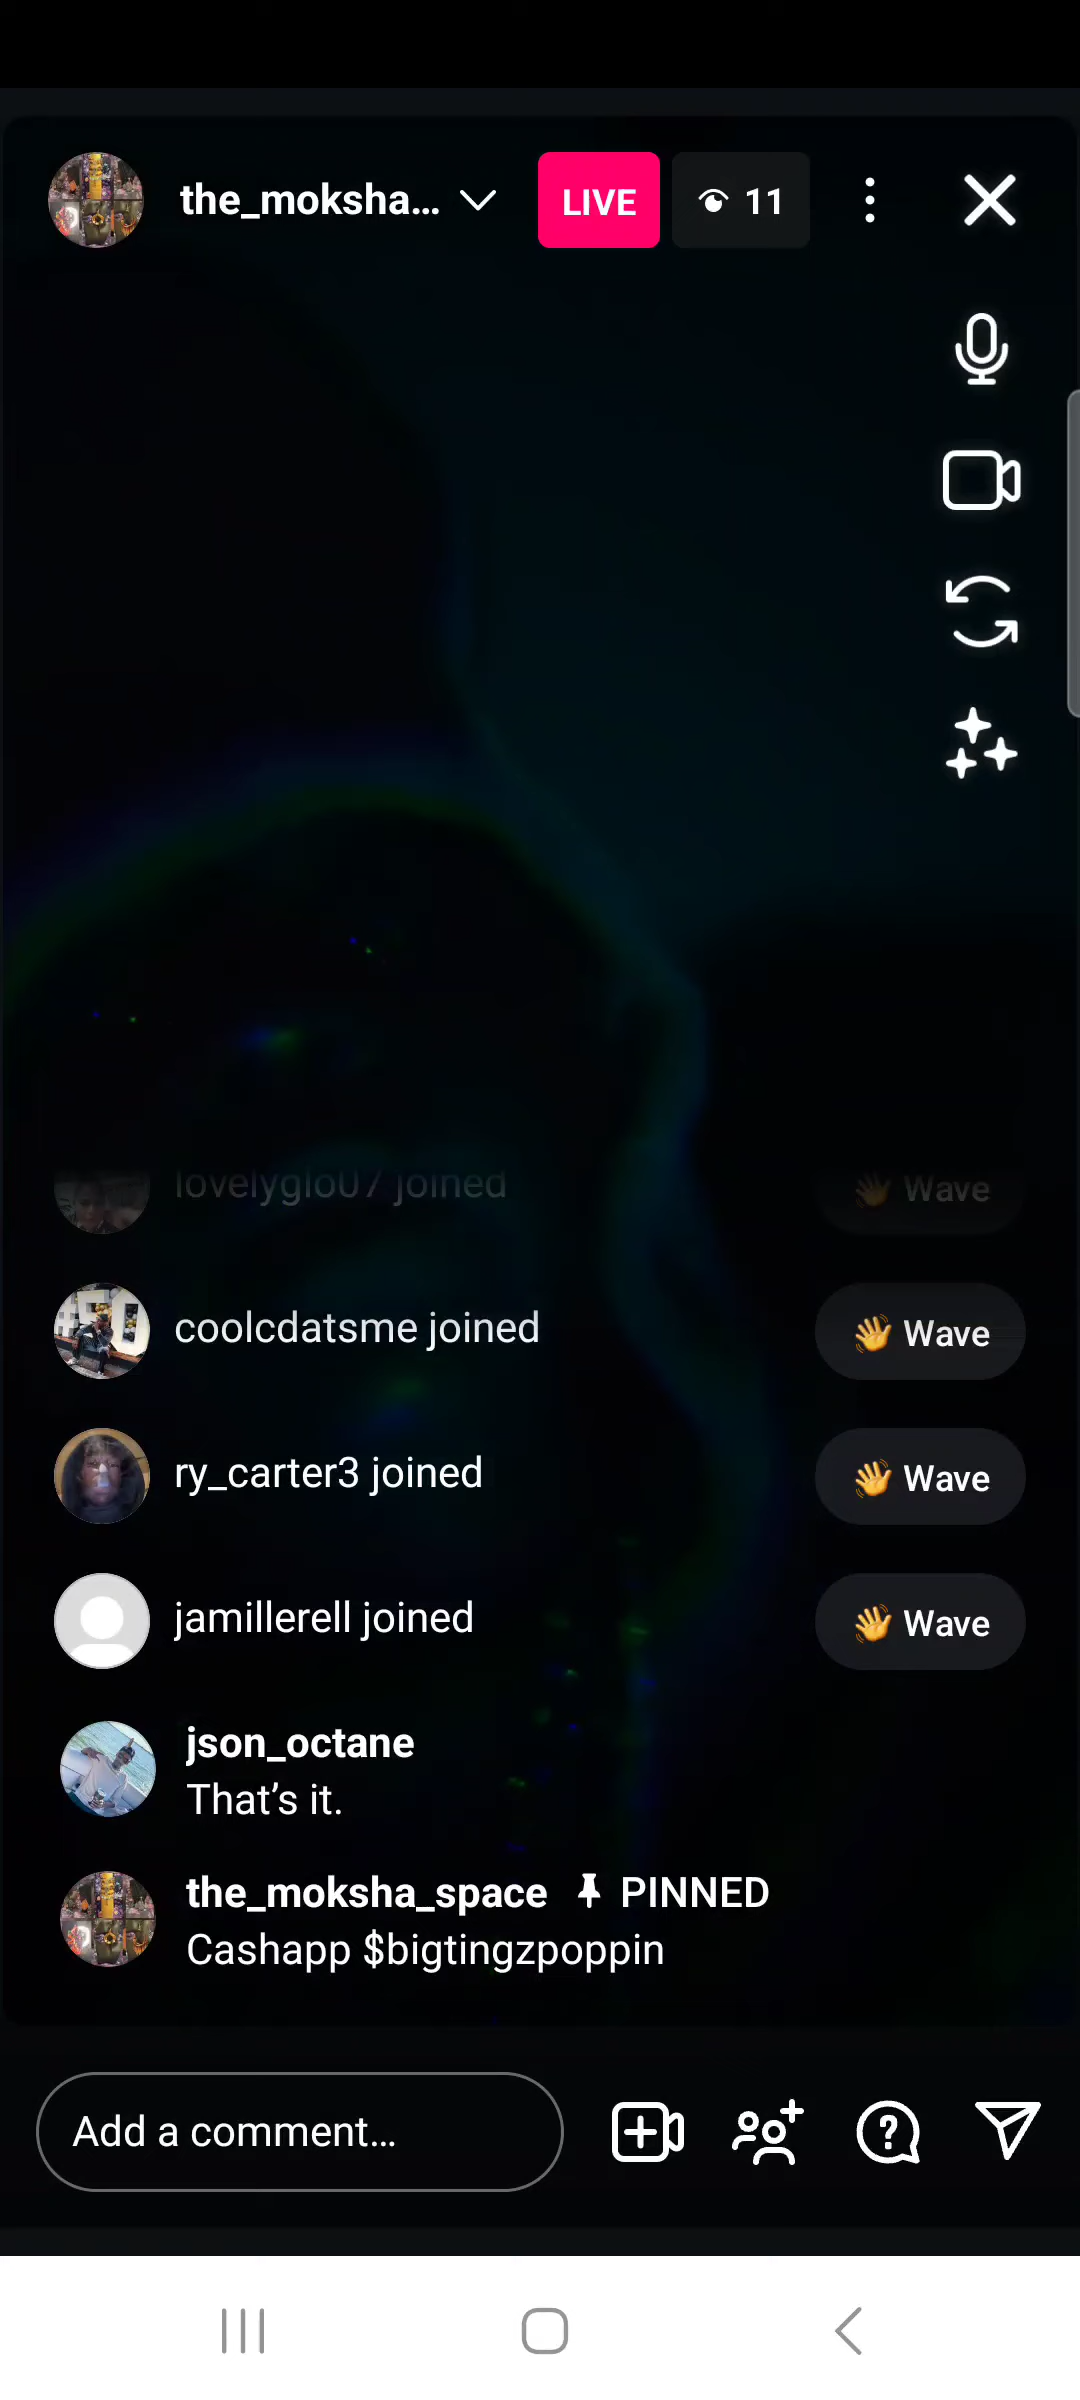 the_moksha...
LIVE
11
lovelyglo07 joined
Wave
coolcdatsme joined
Wave
ry_carter3 joined
Wave
jamillerell joined
Wave
json_octane
That’s it.
the_moksha_space PINNED
Cashapp $bigtingzpoppin
Add a comment...